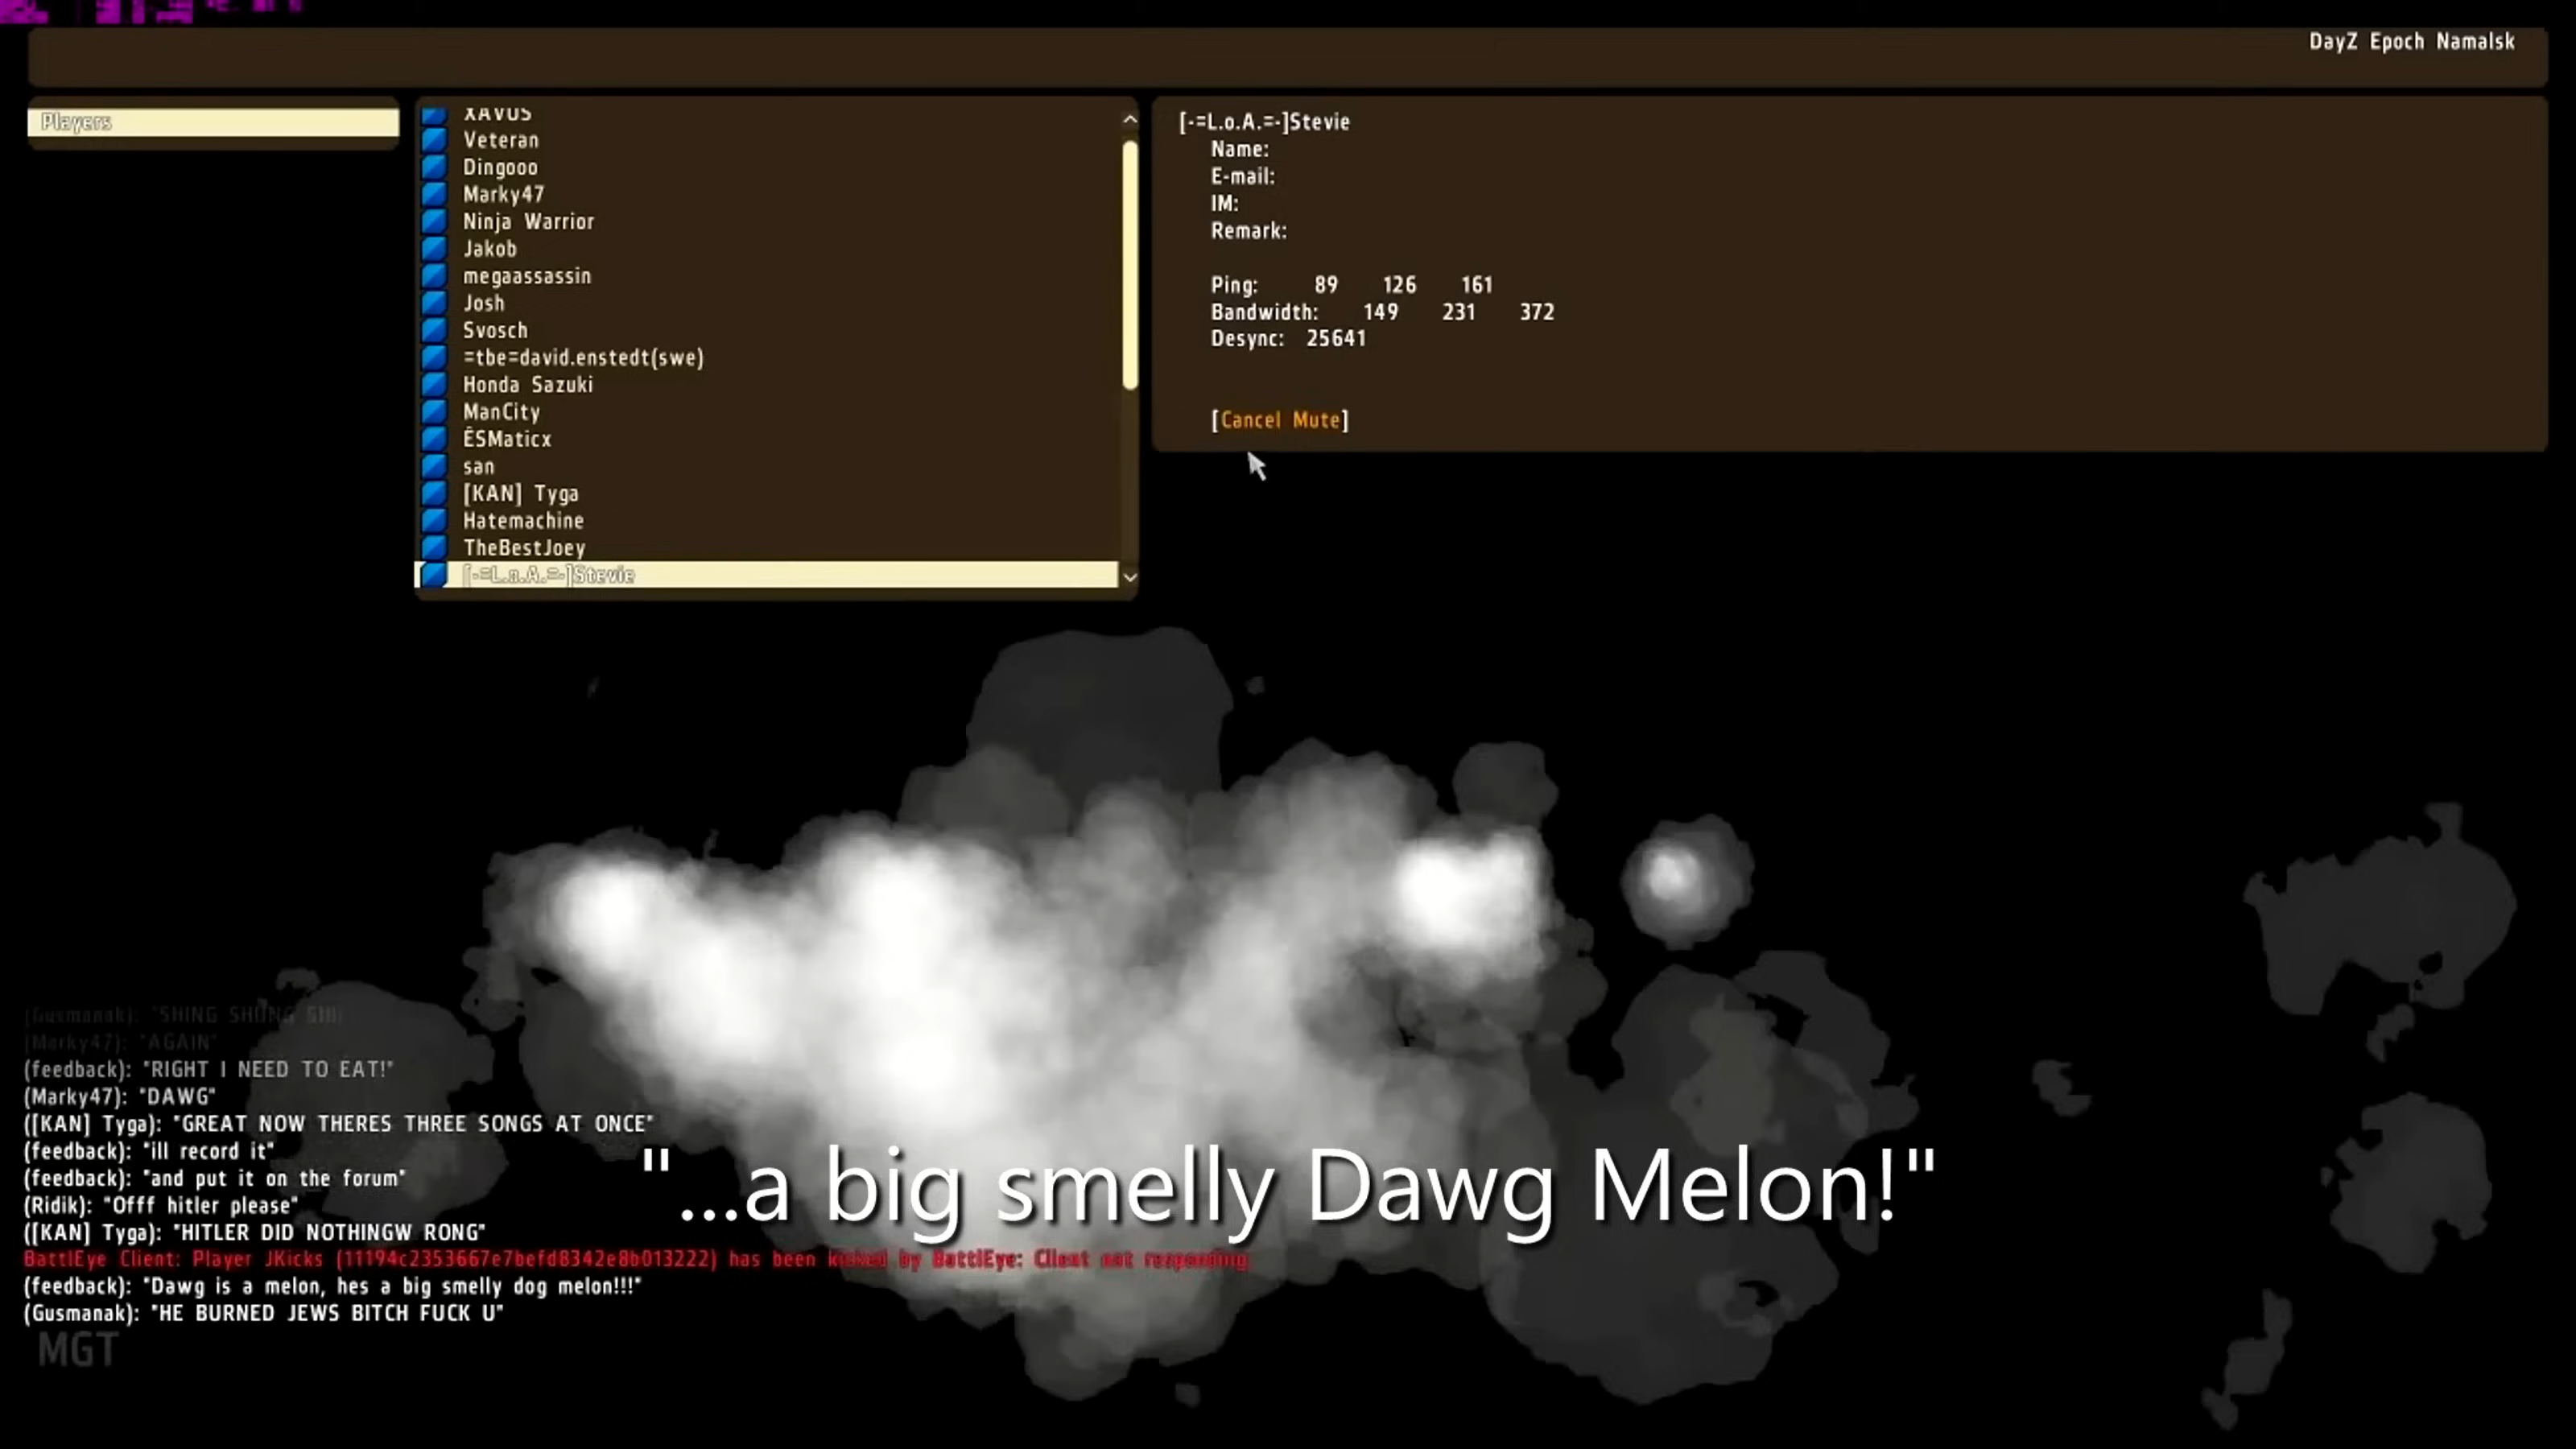 DayZ Epoch Namalsk
Players
XAVUS
Veteran
Dingooo
Marky47
Ninja Warrior
Jakob
megaassassin
Josh
Svosch
=tbe=david.enstedt(swe)
Honda Sazuki
ManCity
ÊSMaticx
san
[KAN] Tyga
Hatemachine
TheBestJoey
[-=L.o.A.=-]Stevie
[-=L.o.A.=-]Stevie
Name:
E-mail:
IM:
Remark:
Ping: 89 126 161
Bandwidth: 149 231 372
Desync: 25641
[Cancel Mute]
(Gusmanak): "SHING SHUNG
(Marky47): "AGAIN"
(feedback): "RIGHT I NEED TO EAT!"
(Marky47): "DAWG"
([KAN] Tyga): "GREAT NOW THERES THREE SONGS AT ONCE"
(feedback): "ill record it"
(feedback): "and put it on the forum"
(Ridik): "Offf hitler please"
([KAN] Tyga): "HITLER DID NOTHINGW RONG"
BattlEye Client: Player JKicks (11194c2353667e7befd8342e8b013222) has been kicked by BattlEye: Client not responding
(feedback): "Dawg is a melon, hes a big smelly dog melon!!!"
(Gusmanak): "HE BURNED JEWS BITCH FUCK U"
MGT
"...a big smelly Dawg Melon!"